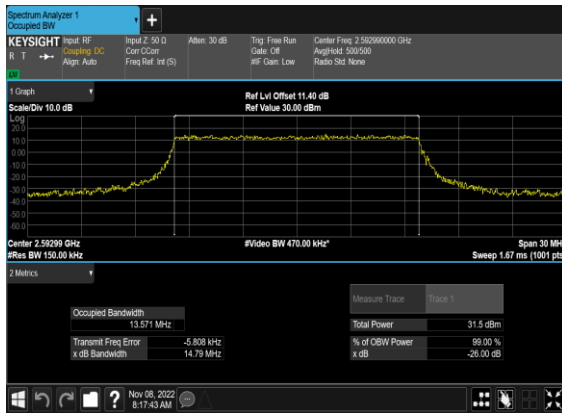 Spectrum Analyzer 1
Occupied BW
KEYSIGHT Input: RF Input Z: 50 Ω Atten: 30 dB Trig: Free Run Center Freq: 2.592990000 GHz
R T Coupling: DC Corr CCorr Gate: Off Avg|Hold: 500/500
Align: Auto Freq Ref: Int (S) #IF Gain: Low Radio Std: None
LXI
1 Graph Ref Lvl Offset 11.40 dB
Scale/Div 10.0 dB Ref Value 30.00 dBm
Log
20.0
10.0
0.00
-10.0
-20.0
-30.0
-40.0
-50.0
-60.0
Center 2.59299 GHz #Video BW 470.00 kHz* Span 30 MH
#Res BW 150.00 kHz Sweep 1.67 ms (1001 pts
2 Metrics
Measure Trace Trace 1
Occupied Bandwidth
13.571 MHz Total Power 31.5 dBm
Transmit Freq Error -5.808 kHz % of OBW Power 99.00 %
x dB Bandwidth 14.79 MHz x dB -26.00 dB
Nov 08, 2022
8:17:43 AM